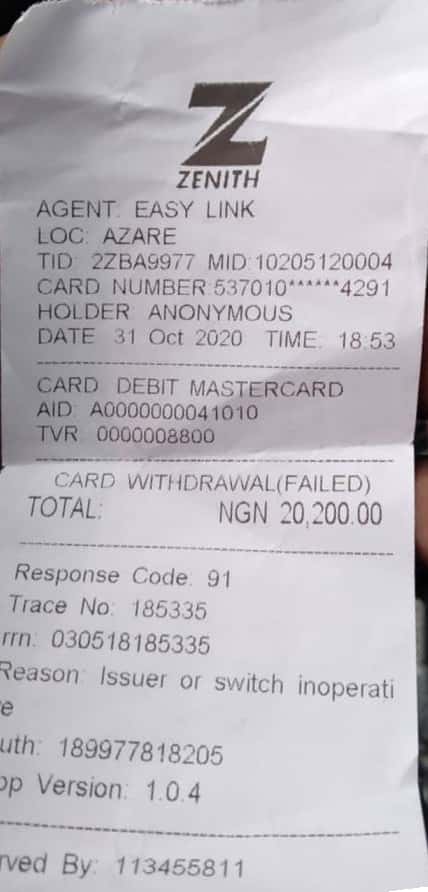 Z
ZENITH
AGENT: EASY LINK
LOC: AZARE
TID: 2ZBA9977 MID:10205120004
CARD NUMBER:537010******4291
HOLDER: ANONYMOUS
DATE 31 Oct 2020 TIME: 18:53
CARD: DEBIT MASTERCARD
AID: A0000000041010
TVR: 0000008800
CARD WITHDRAWAL(FAILED)
TOTAL: NGN 20,200.00
Response Code: 91
Trace No: 185335
rrn: 030518185335
Reason: Issuer or switch inoperati
e
uth: 189977818205
pp Version: 1.0.4
rved By: 113455811